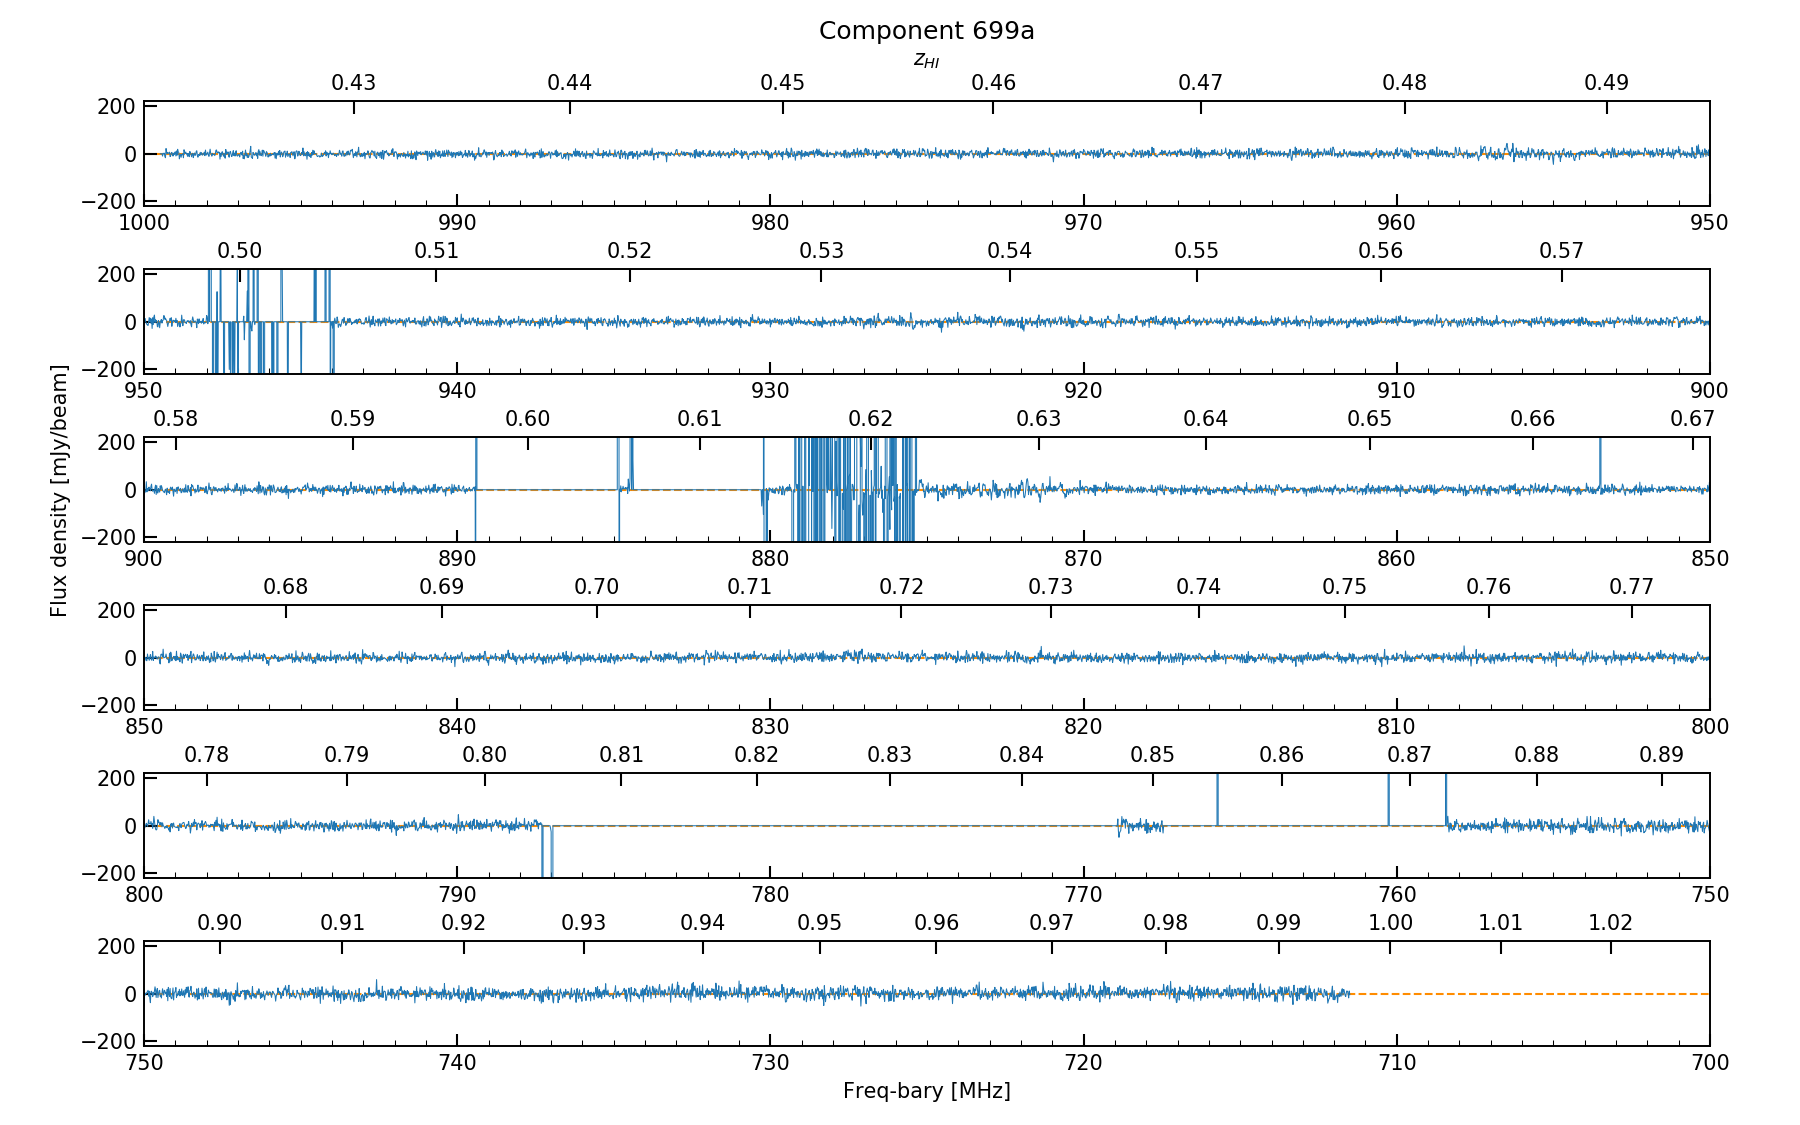 Component 699a
z_HI
0.43 0.44 0.45 0.46 0.47 0.48 0.49
200
0
−200
1000 990 980 970 960 950
0.50 0.51 0.52 0.53 0.54 0.55 0.56 0.57
200
0
−200
950 940 930 920 910 900
0.58 0.59 0.60 0.61 0.62 0.63 0.64 0.65 0.66 0.67
200
0
−200
900 890 880 870 860 850
0.68 0.69 0.70 0.71 0.72 0.73 0.74 0.75 0.76 0.77
200
0
−200
850 840 830 820 810 800
0.78 0.79 0.80 0.81 0.82 0.83 0.84 0.85 0.86 0.87 0.88 0.89
200
0
−200
800 790 780 770 760 750
0.90 0.91 0.92 0.93 0.94 0.95 0.96 0.97 0.98 0.99 1.00 1.01 1.02
200
0
−200
750 740 730 720 710 700
Flux density [mJy/beam]
Freq-bary [MHz]